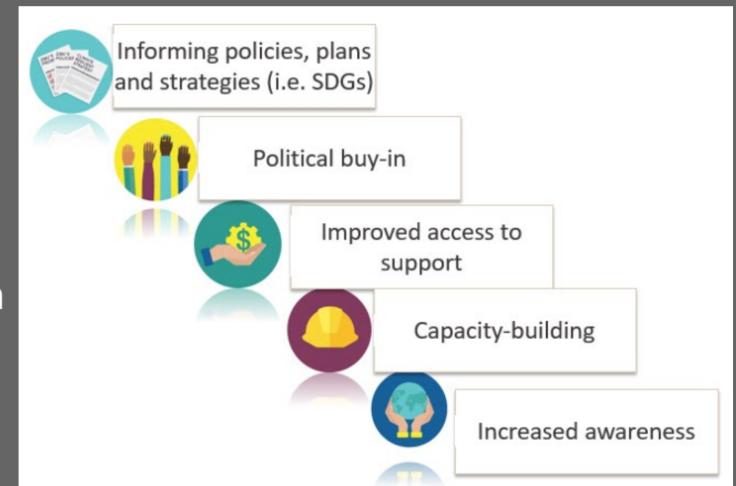 Informing policies, plans
and strategies (i.e. SDGs)
Political buy-in
Improved access to
support
$
Capacity-building
Increased awareness